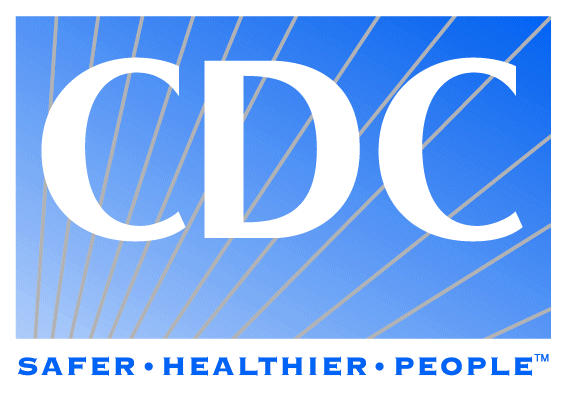 CDC
SAFER • HEALTHIER • PEOPLE™